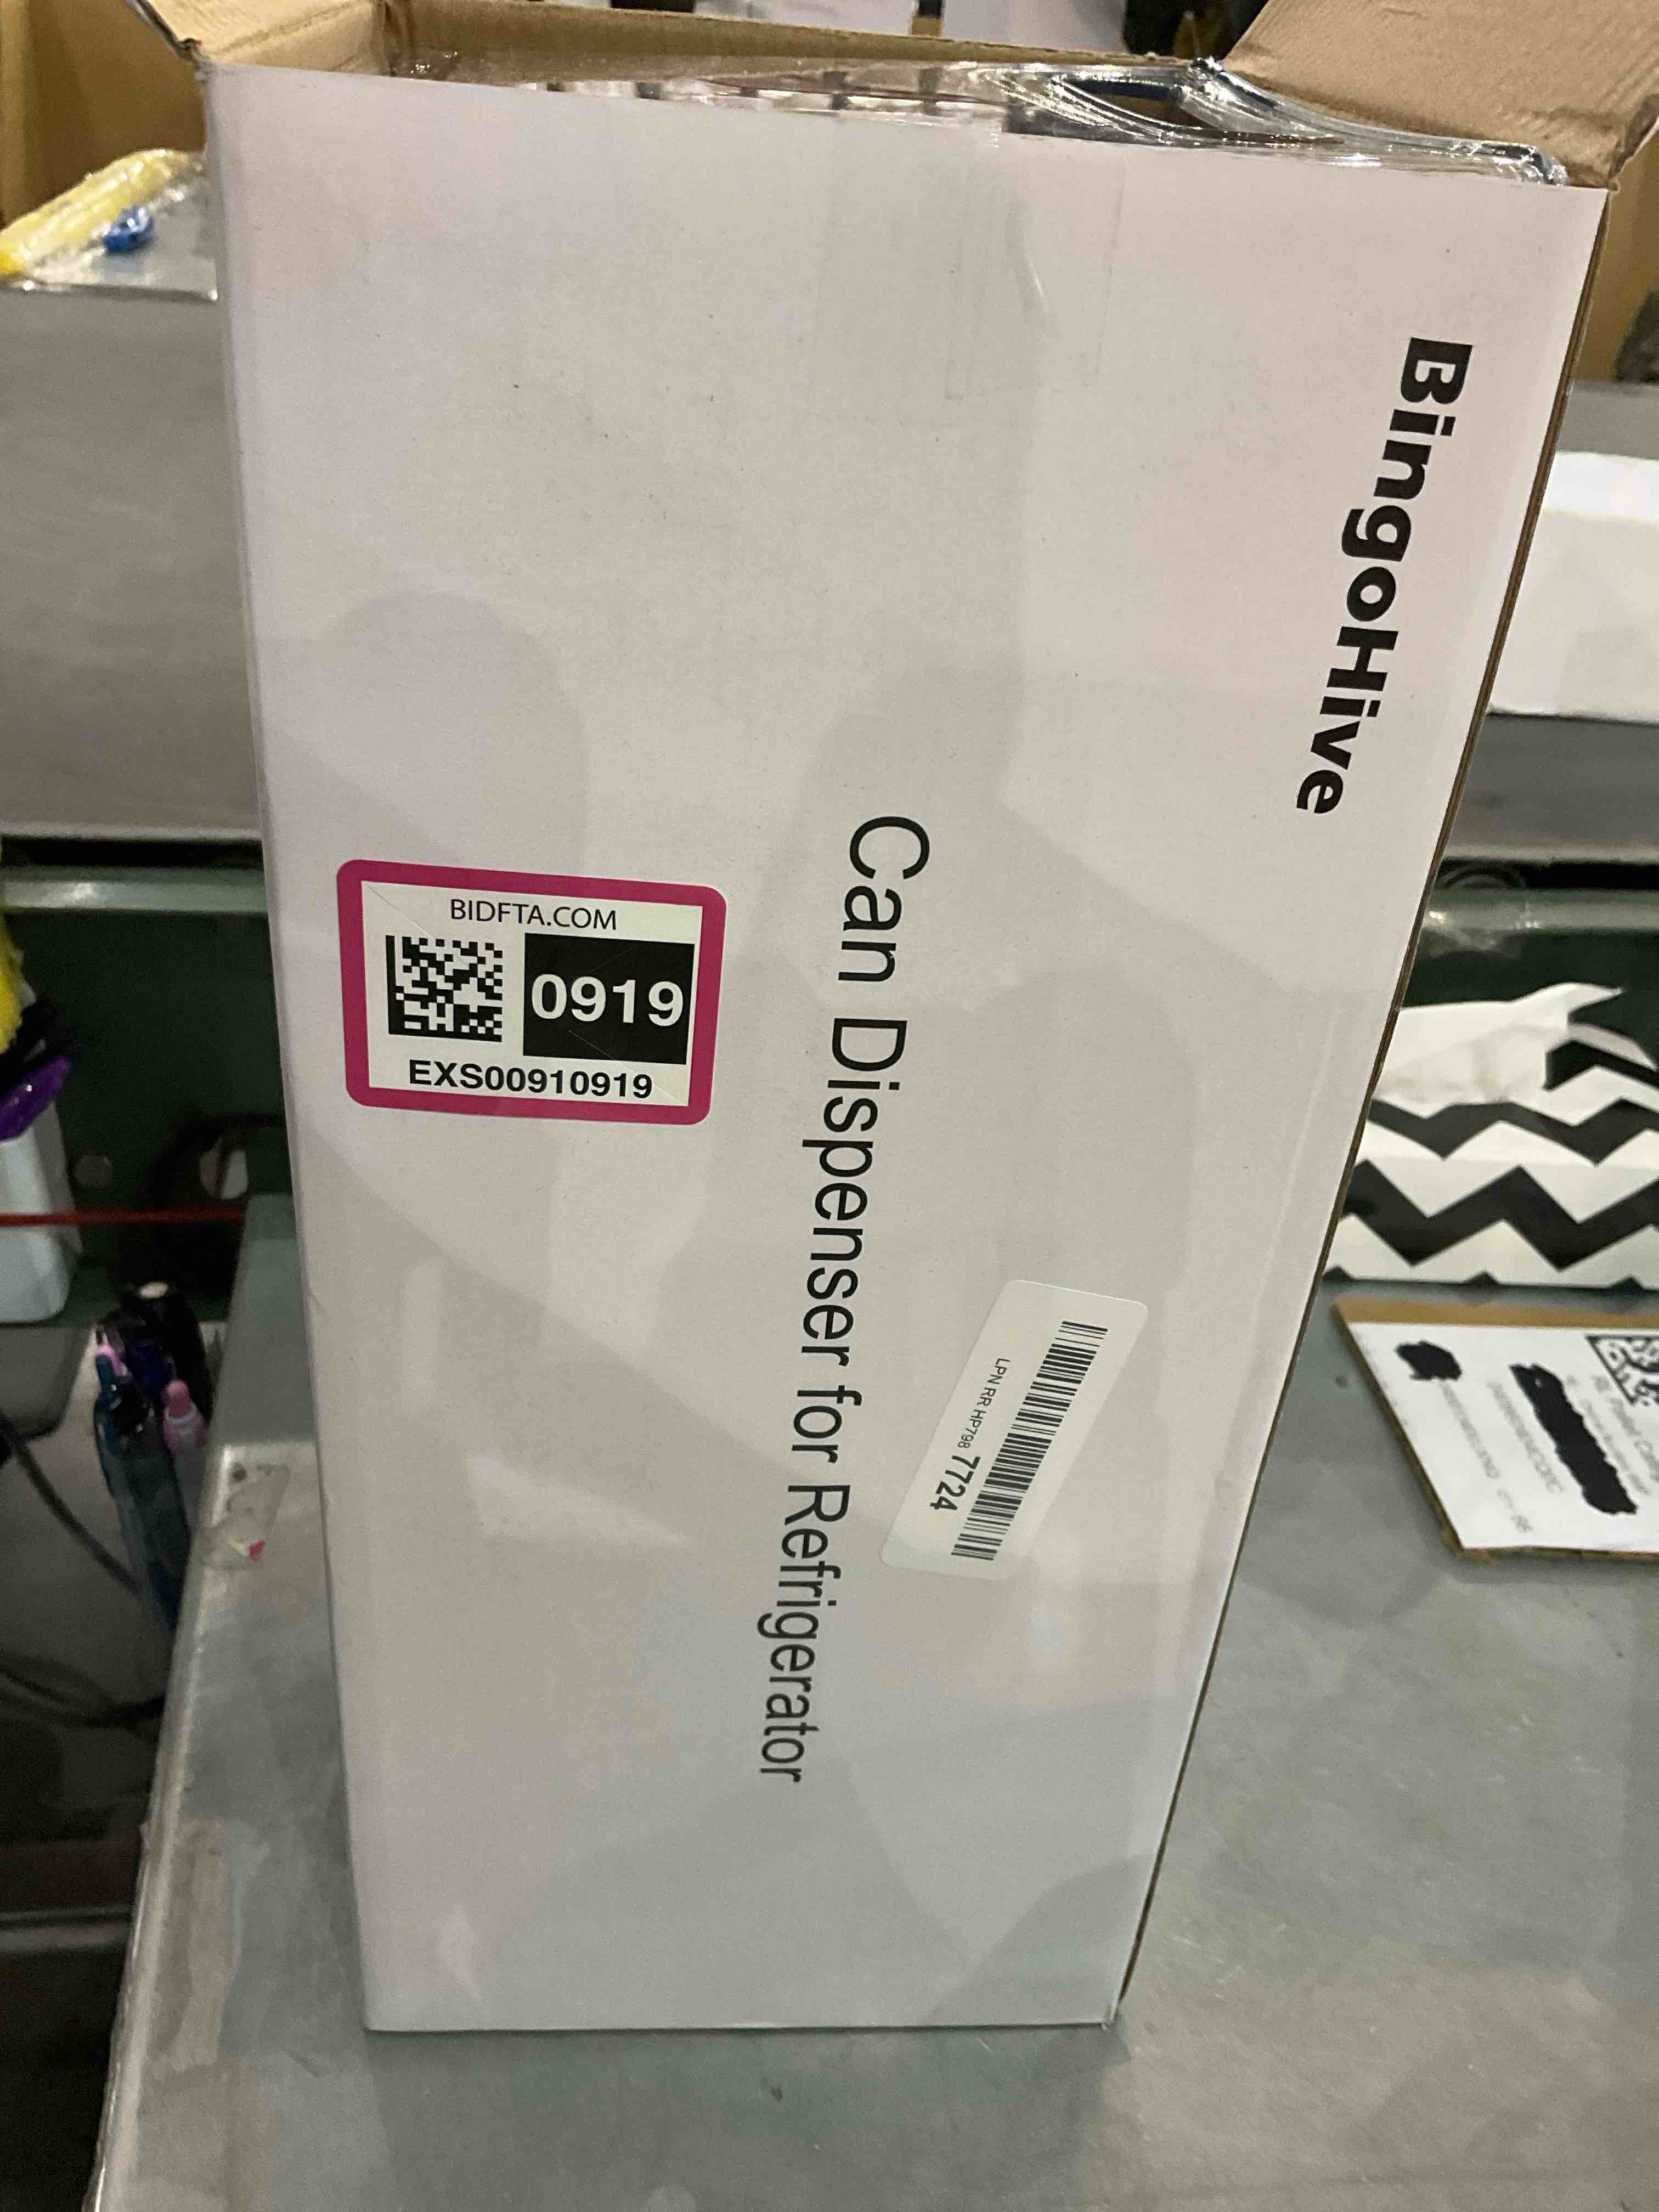 BingoHive
Can Dispenser for Refrigerator
BIDFTA.COM
0919
EXS00910919
LPN RR HP798 7724